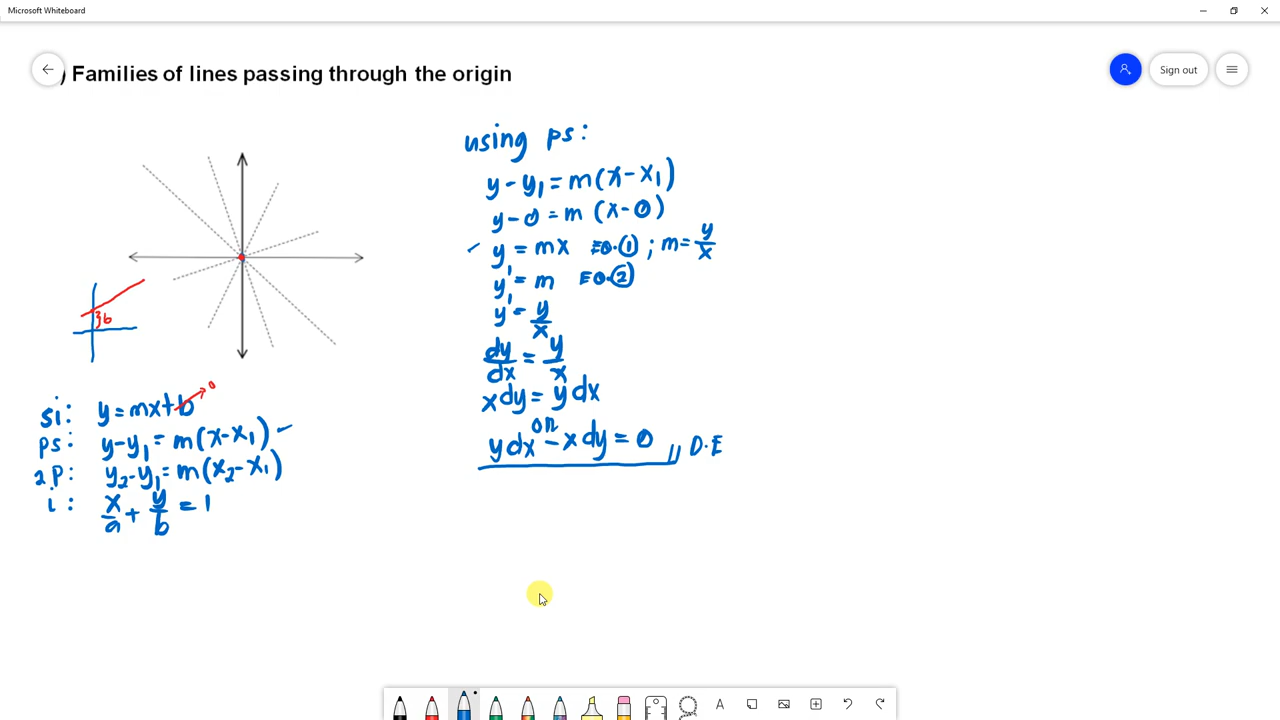 Microsoft Whiteboard
) Families of lines passing through the origin
Sign out
using ps:
y - y₁ = m(x - x₁)
y - 0 = m (x - 0)
y = mx EQ.① ; m = y/x
y' = m EQ.②
y' = y/x
dy/dx = y/x
xdy = ydx
or
ydx - xdy = 0 // D.E
}b
si: y = mx + b → 0
ps: y - y₁ = m(x - x₁) -
2p: y₂ - y₁ = m(x₂ - x₁)
i: x/a + y/b = 1
A